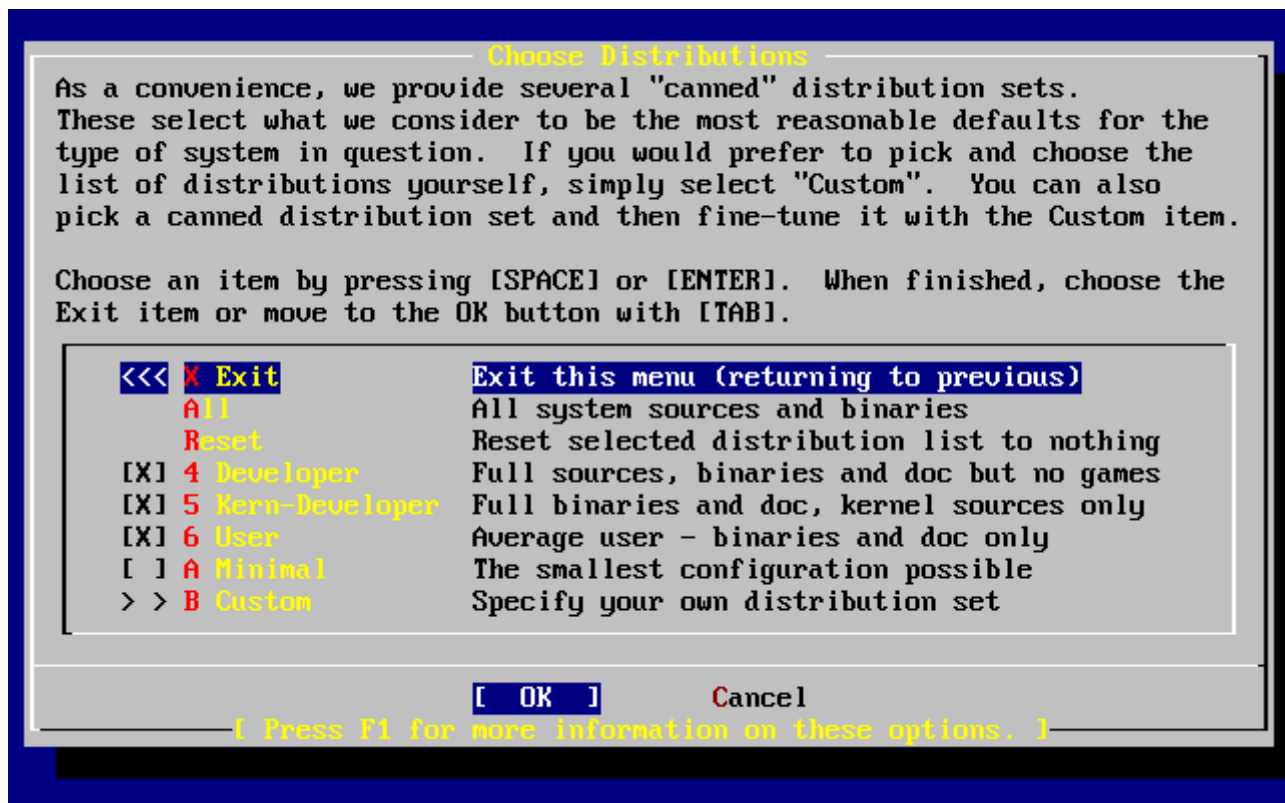 Choose Distributions
As a convenience, we provide several "canned" distribution sets.
These select what we consider to be the most reasonable defaults for the
type of system in question.  If you would prefer to pick and choose the
list of distributions yourself, simply select "Custom".  You can also
pick a canned distribution set and then fine-tune it with the Custom item.
Choose an item by pressing [SPACE] or [ENTER].  When finished, choose the
Exit item or move to the OK button with [TAB].
<<< X Exit Exit this menu (returning to previous)
All All system sources and binaries
Reset Reset selected distribution list to nothing
[X] 4 Developer Full sources, binaries and doc but no games
[X] 5 Kern-Developer Full binaries and doc, kernel sources only
[X] 6 User Average user - binaries and doc only
[ ] A Minimal The smallest configuration possible
> > B Custom Specify your own distribution set
[ OK ] Cancel
[ Press F1 for more information on these options. ]